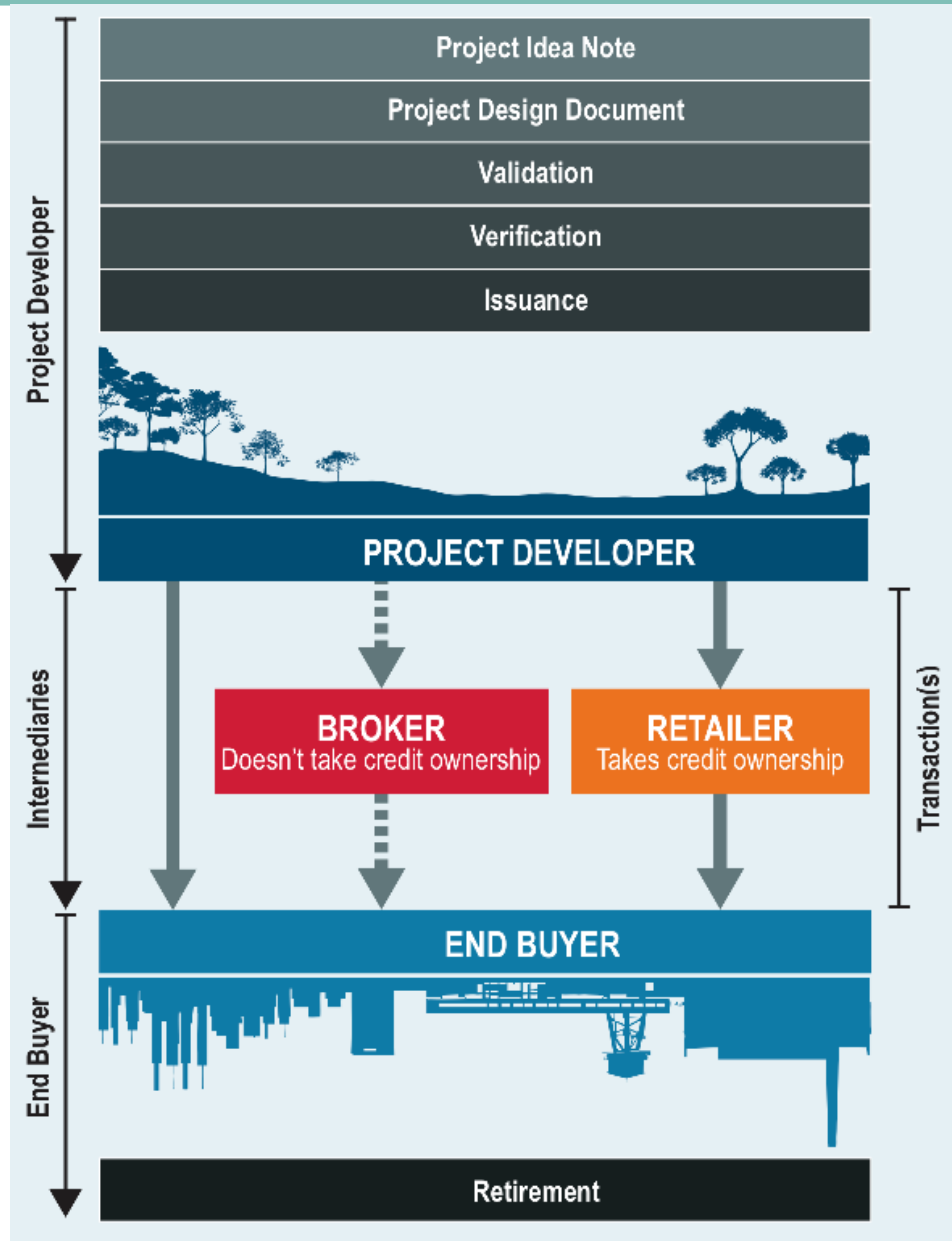 Project Idea Note
Project Design Document
Validation
Verification
Issuance
Project Developer
PROJECT DEVELOPER
Internediaries
BROKER
Doesn't take credit ownership
RETAILER
Takes credit ownership
Transaction(s)
END BUYER
End Buyer
Retirement